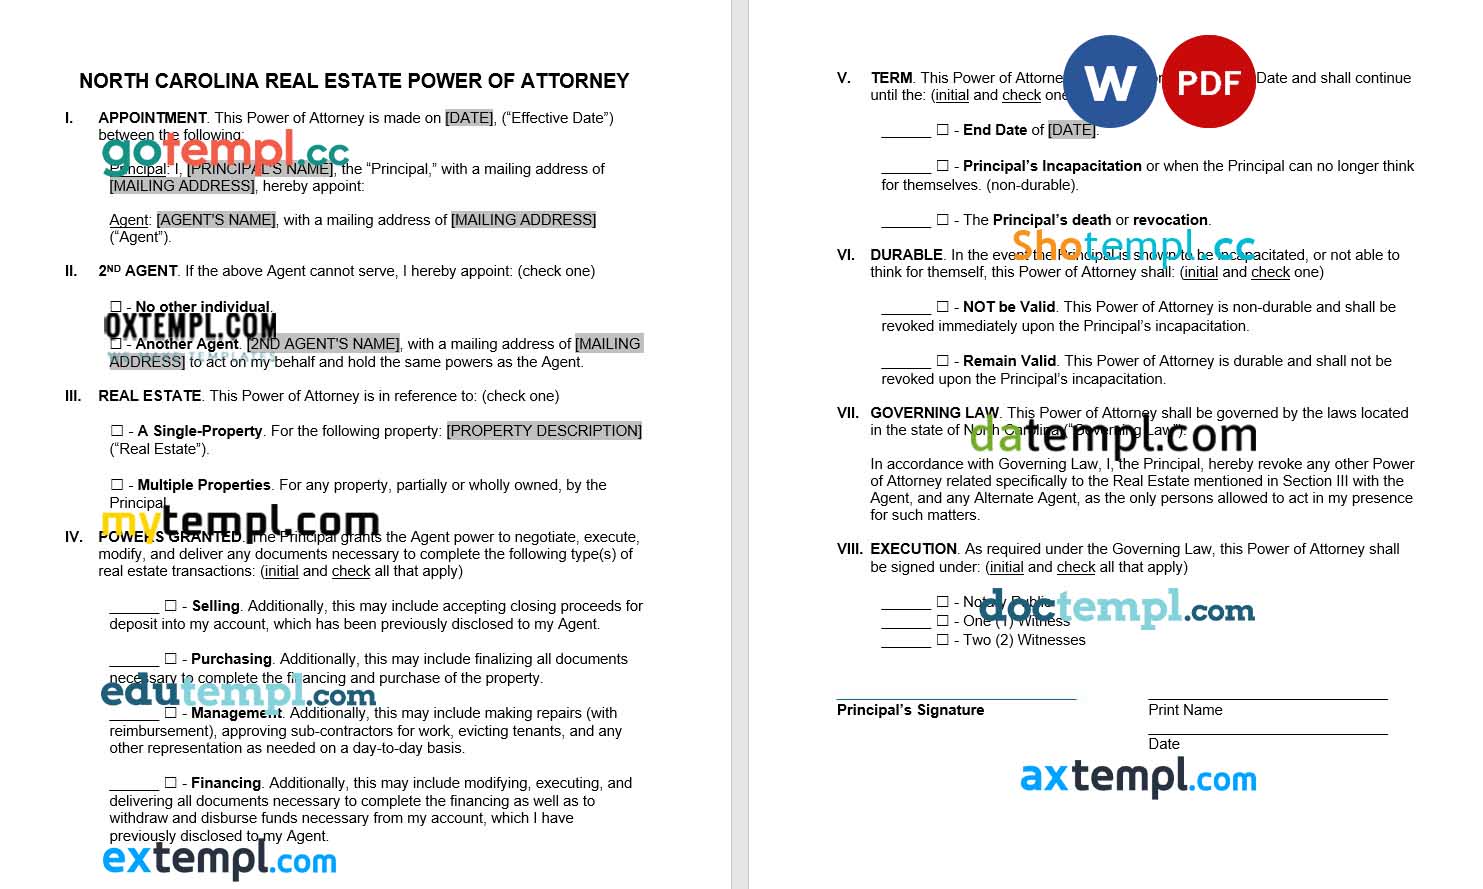 NORTH CAROLINA REAL ESTATE POWER OF ATTORNEY
I. APPOINTMENT. This Power of Attorney is made on [DATE], (“Effective Date”)
between the following:
gotempl.cc
Principal: I, [PRINCIPAL'S NAME], the “Principal,” with a mailing address of
[MAILING ADDRESS], hereby appoint:
Agent: [AGENT'S NAME], with a mailing address of [MAILING ADDRESS]
(“Agent”).
II. 2ND AGENT. If the above Agent cannot serve, I hereby appoint: (check one)
☐ - No other individual.
OXTEMPL.COM
☐ - Another Agent. [2ND AGENT'S NAME], with a mailing address of [MAILING
WE MAKE TEMPLATES
ADDRESS] to act on my behalf and hold the same powers as the Agent.
III. REAL ESTATE. This Power of Attorney is in reference to: (check one)
☐ - A Single-Property. For the following property: [PROPERTY DESCRIPTION]
(“Real Estate”).
☐ - Multiple Properties. For any property, partially or wholly owned, by the
Principal.
mytempl.com
IV. POWERS GRANTED. The Principal grants the Agent power to negotiate, execute,
modify, and deliver any documents necessary to complete the following type(s) of
real estate transactions: (initial and check all that apply)
______ ☐ - Selling. Additionally, this may include accepting closing proceeds for
deposit into my account, which has been previously disclosed to my Agent.
______ ☐ - Purchasing. Additionally, this may include finalizing all documents
necessary to complete the financing and purchase of the property.
edutempl.com
______ ☐ - Management. Additionally, this may include making repairs (with
reimbursement), approving sub-contractors for work, evicting tenants, and any
other representation as needed on a day-to-day basis.
______ ☐ - Financing. Additionally, this may include modifying, executing, and
delivering all documents necessary to complete the financing as well as to
withdraw and disburse funds necessary from my account, which I have
previously disclosed to my Agent.
extempl.com
W PDF
V. TERM. This Power of Attorney Date and shall continue
until the: (initial and check one)
______ ☐ - End Date of [DATE].
______ ☐ - Principal's Incapacitation or when the Principal can no longer think
for themselves. (non-durable).
______ ☐ - The Principal's death or revocation.
Shotempl.cc
VI. DURABLE. In the event the Principal is shown to be incapacitated, or not able to
think for themself, this Power of Attorney shall: (initial and check one)
______ ☐ - NOT be Valid. This Power of Attorney is non-durable and shall be
revoked immediately upon the Principal's incapacitation.
______ ☐ - Remain Valid. This Power of Attorney is durable and shall not be
revoked upon the Principal's incapacitation.
VII. GOVERNING LAW. This Power of Attorney shall be governed by the laws located
in the state of North Carolina (“Governing Law”).
datempl.com
In accordance with Governing Law, I, the Principal, hereby revoke any other Power
of Attorney related specifically to the Real Estate mentioned in Section III with the
Agent, and any Alternate Agent, as the only persons allowed to act in my presence
for such matters.
VIII. EXECUTION. As required under the Governing Law, this Power of Attorney shall
be signed under: (initial and check all that apply)
______ ☐ - Notary Public
doctempl.com
______ ☐ - One (1) Witness
______ ☐ - Two (2) Witnesses
Principal's Signature Print Name
Date
axtempl.com